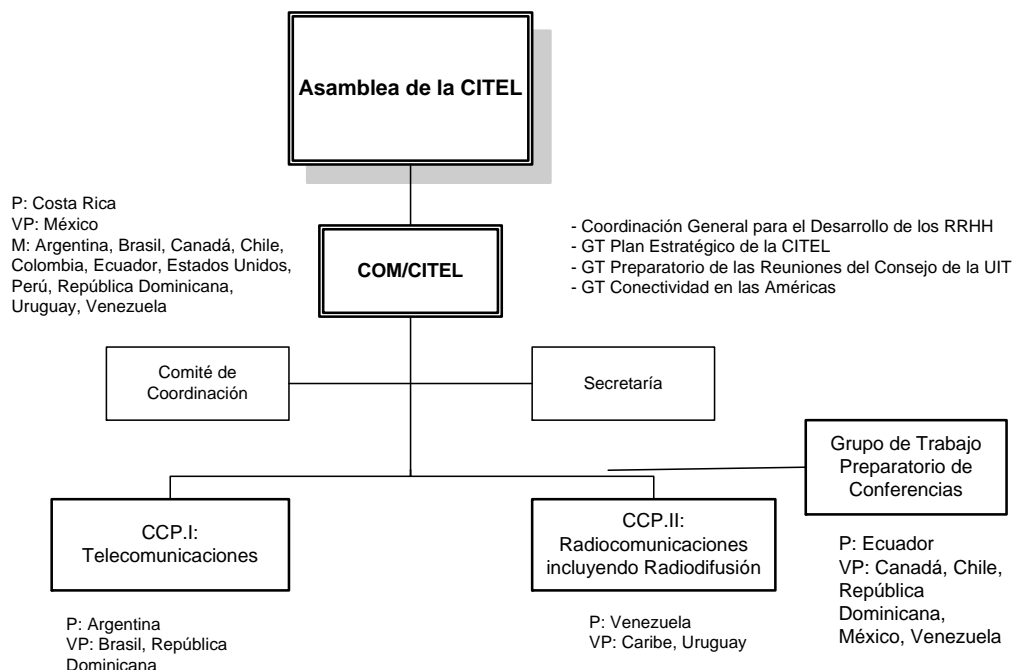 Asamblea de la CITEL
P: Costa Rica
VP: México
M: Argentina, Brasil, Canadá, Chile,
Colombia, Ecuador, Estados Unidos,
Perú, República Dominicana,
Uruguay, Venezuela
COM/CITEL
- Coordinación General para el Desarrollo de los RRHH
- GT Plan Estratégico de la CITEL
- GT Preparatorio de las Reuniones del Consejo de la UIT
- GT Conectividad en las Américas
Comité de
Coordinación
Secretaría
Grupo de Trabajo
Preparatorio de
Conferencias
P: Ecuador
VP: Canadá, Chile,
República
Dominicana,
México, Venezuela
CCP.I:
Telecomunicaciones
P: Argentina
VP: Brasil, República
Dominicana
CCP.II:
Radiocomunicaciones
incluyendo Radiodifusión
P: Venezuela
VP: Caribe, Uruguay